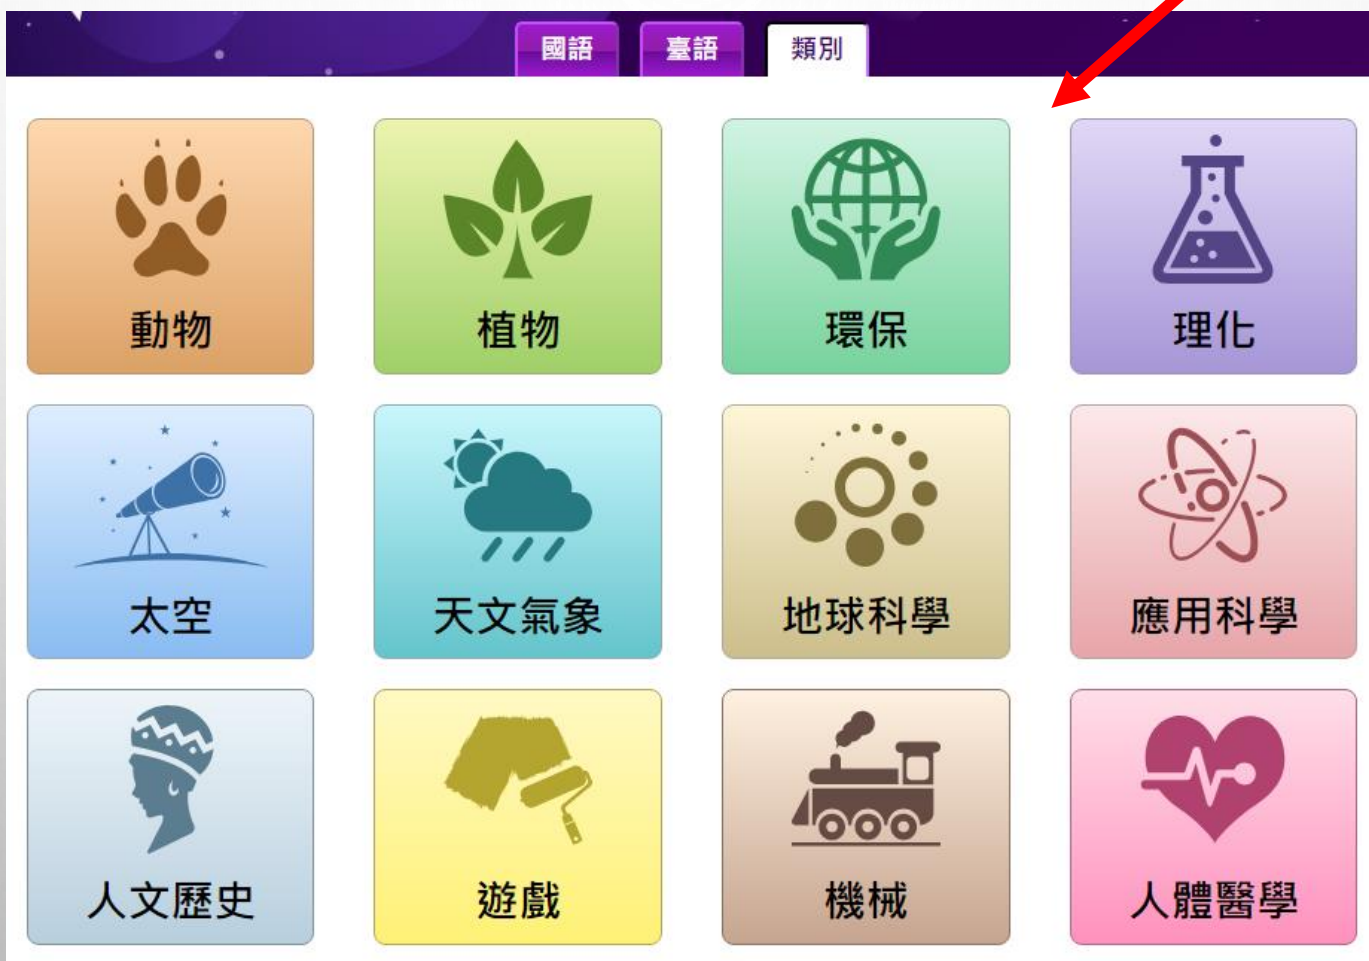 國語 臺語 類別
動物 植物 環保 理化
太空 天文氣象 地球科學 應用科學
人文歷史 遊戲 機械 人體醫學